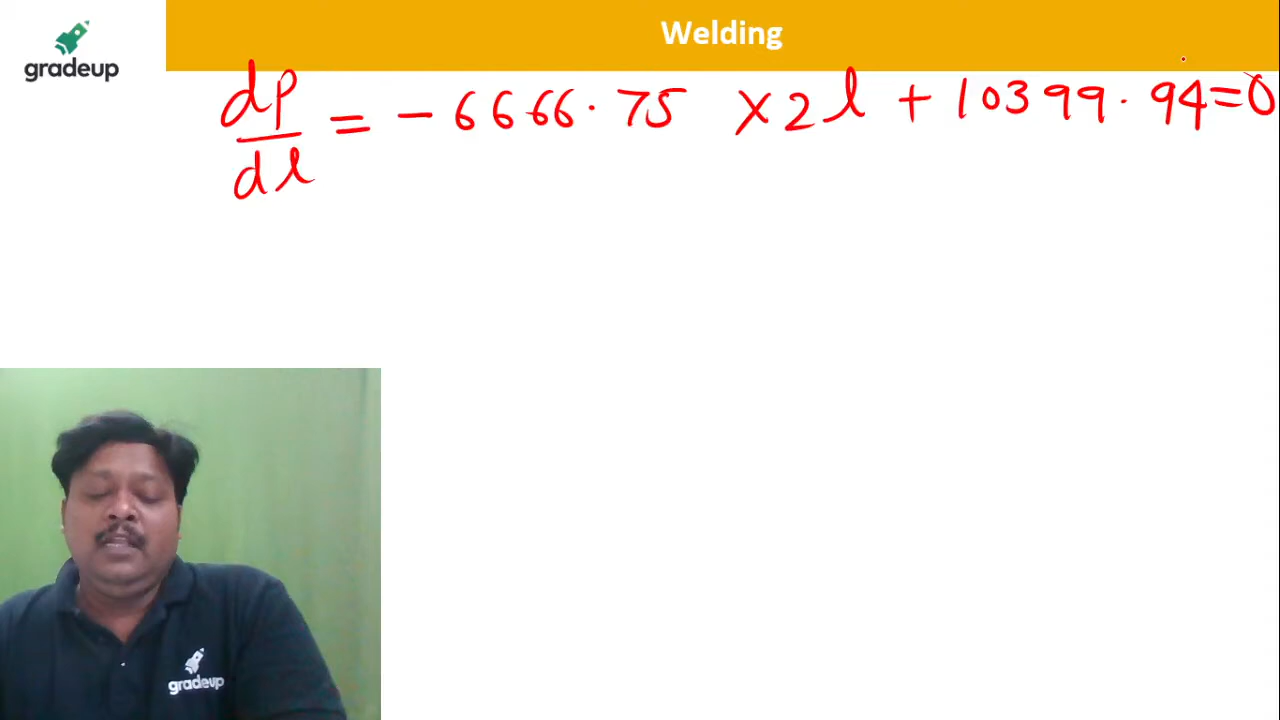 Welding
gradeup
dp/dl = - 6666.75 × 2l + 10399.94 = 0
gradeup